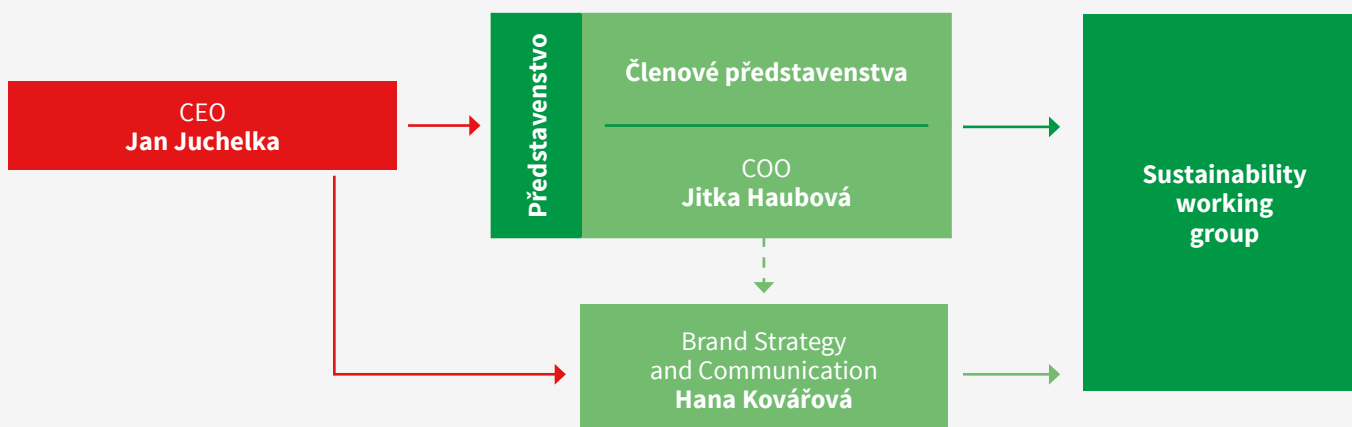 CEO
Jan Juchelka
Představenstvo
Členové představenstva
COO
Jitka Haubová
Brand Strategy
and Communication
Hana Kovářová
Sustainability
working
group